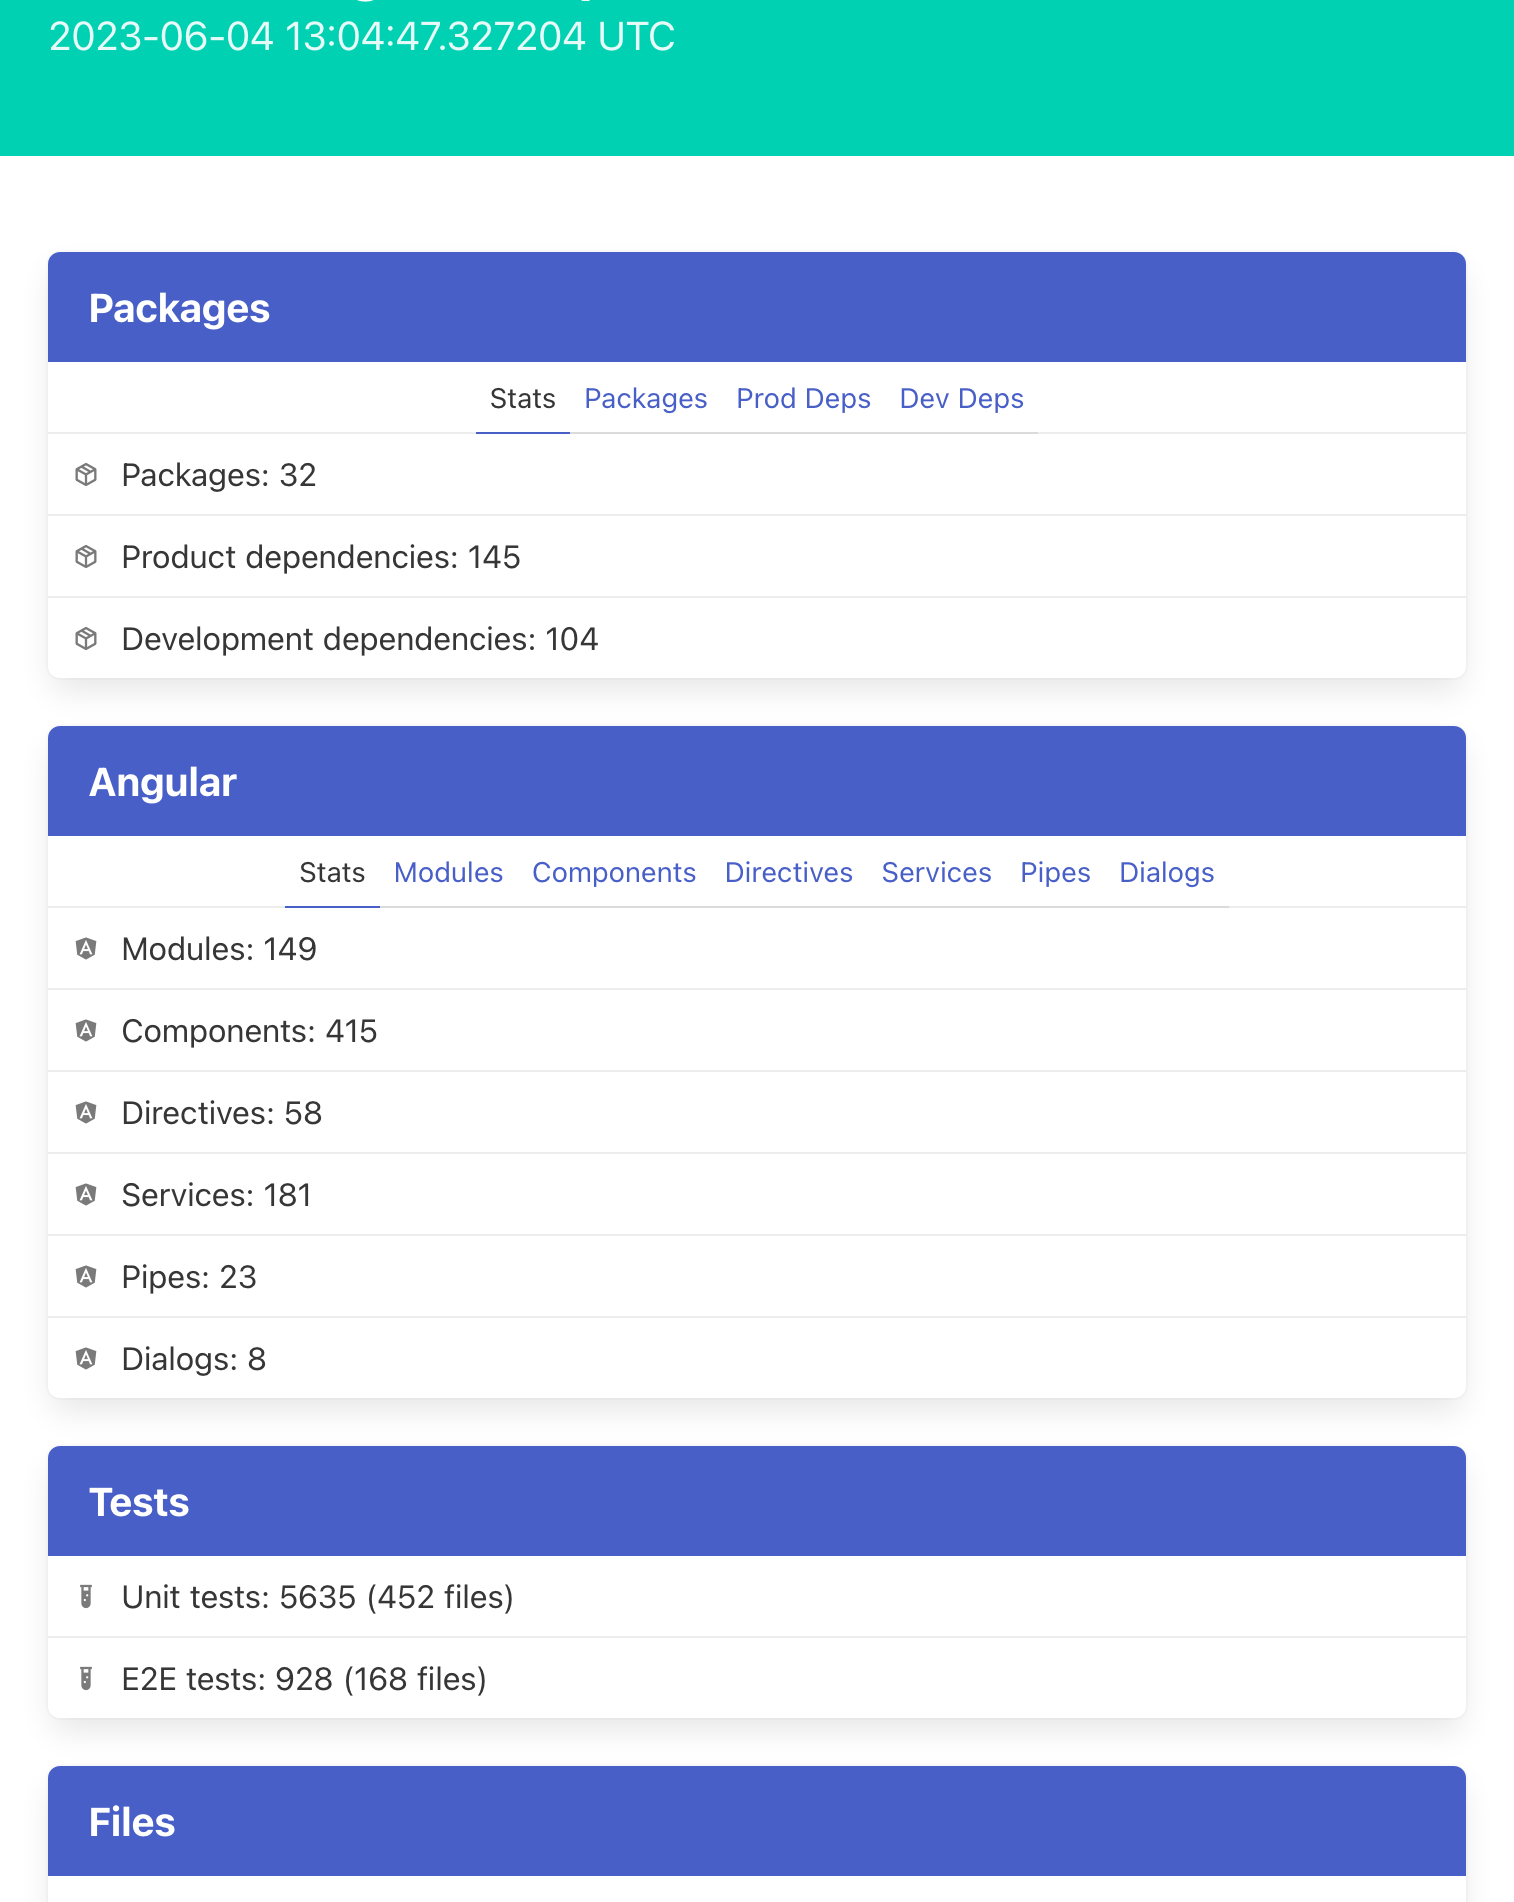 2023-06-04 13:04:47.327204 UTC
Packages
Stats Packages Prod Deps Dev Deps
Packages: 32
Product dependencies: 145
Development dependencies: 104
Angular
Stats Modules Components Directives Services Pipes Dialogs
Modules: 149
Components: 415
Directives: 58
Services: 181
Pipes: 23
Dialogs: 8
Tests
Unit tests: 5635 (452 files)
E2E tests: 928 (168 files)
Files